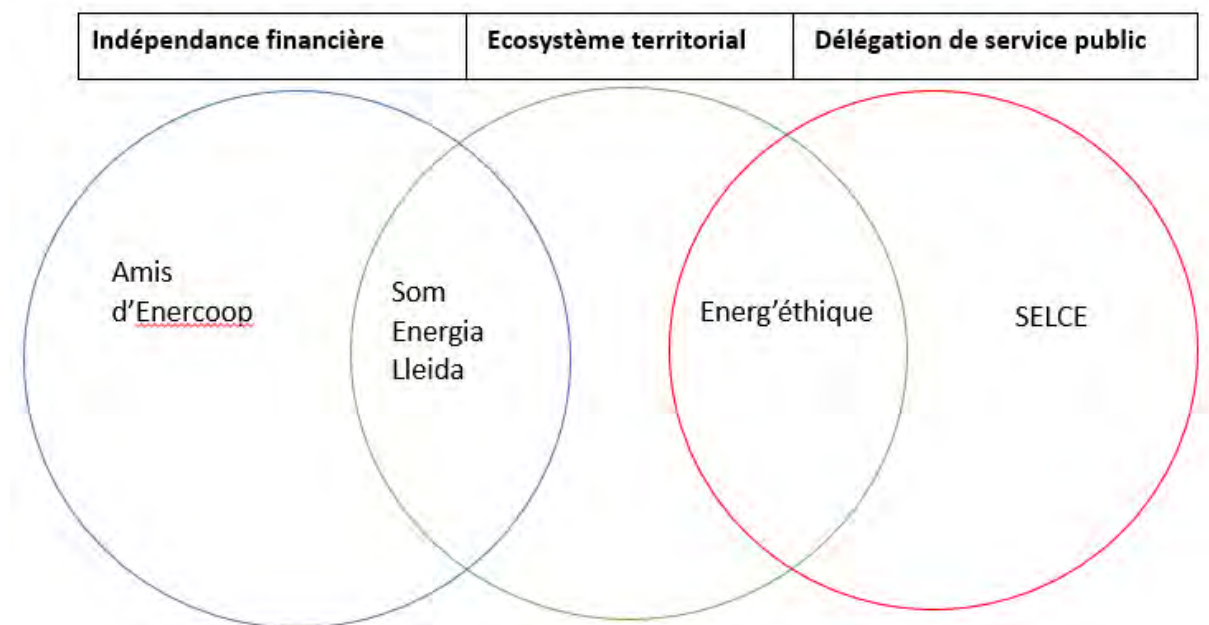 Indépendance financière
Ecosystème territorial
Délégation de service public
Amis
d’Enercoop
Som
Energia
Lleida
Energ’éthique
SELCE